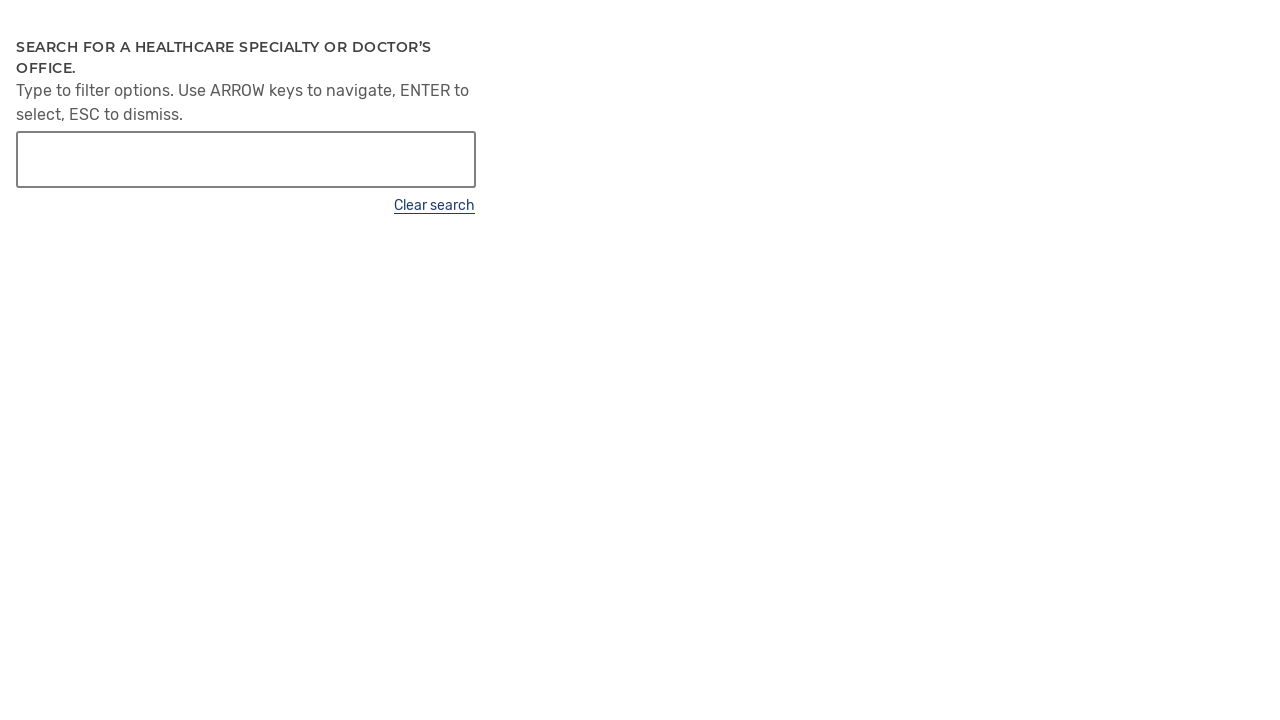 SEARCH FOR A HEALTHCARE SPECIALTY OR DOCTOR'S
OFFICE.
Type to filter options. Use ARROW keys to navigate, ENTER to
select, ESC to dismiss.
Clear search